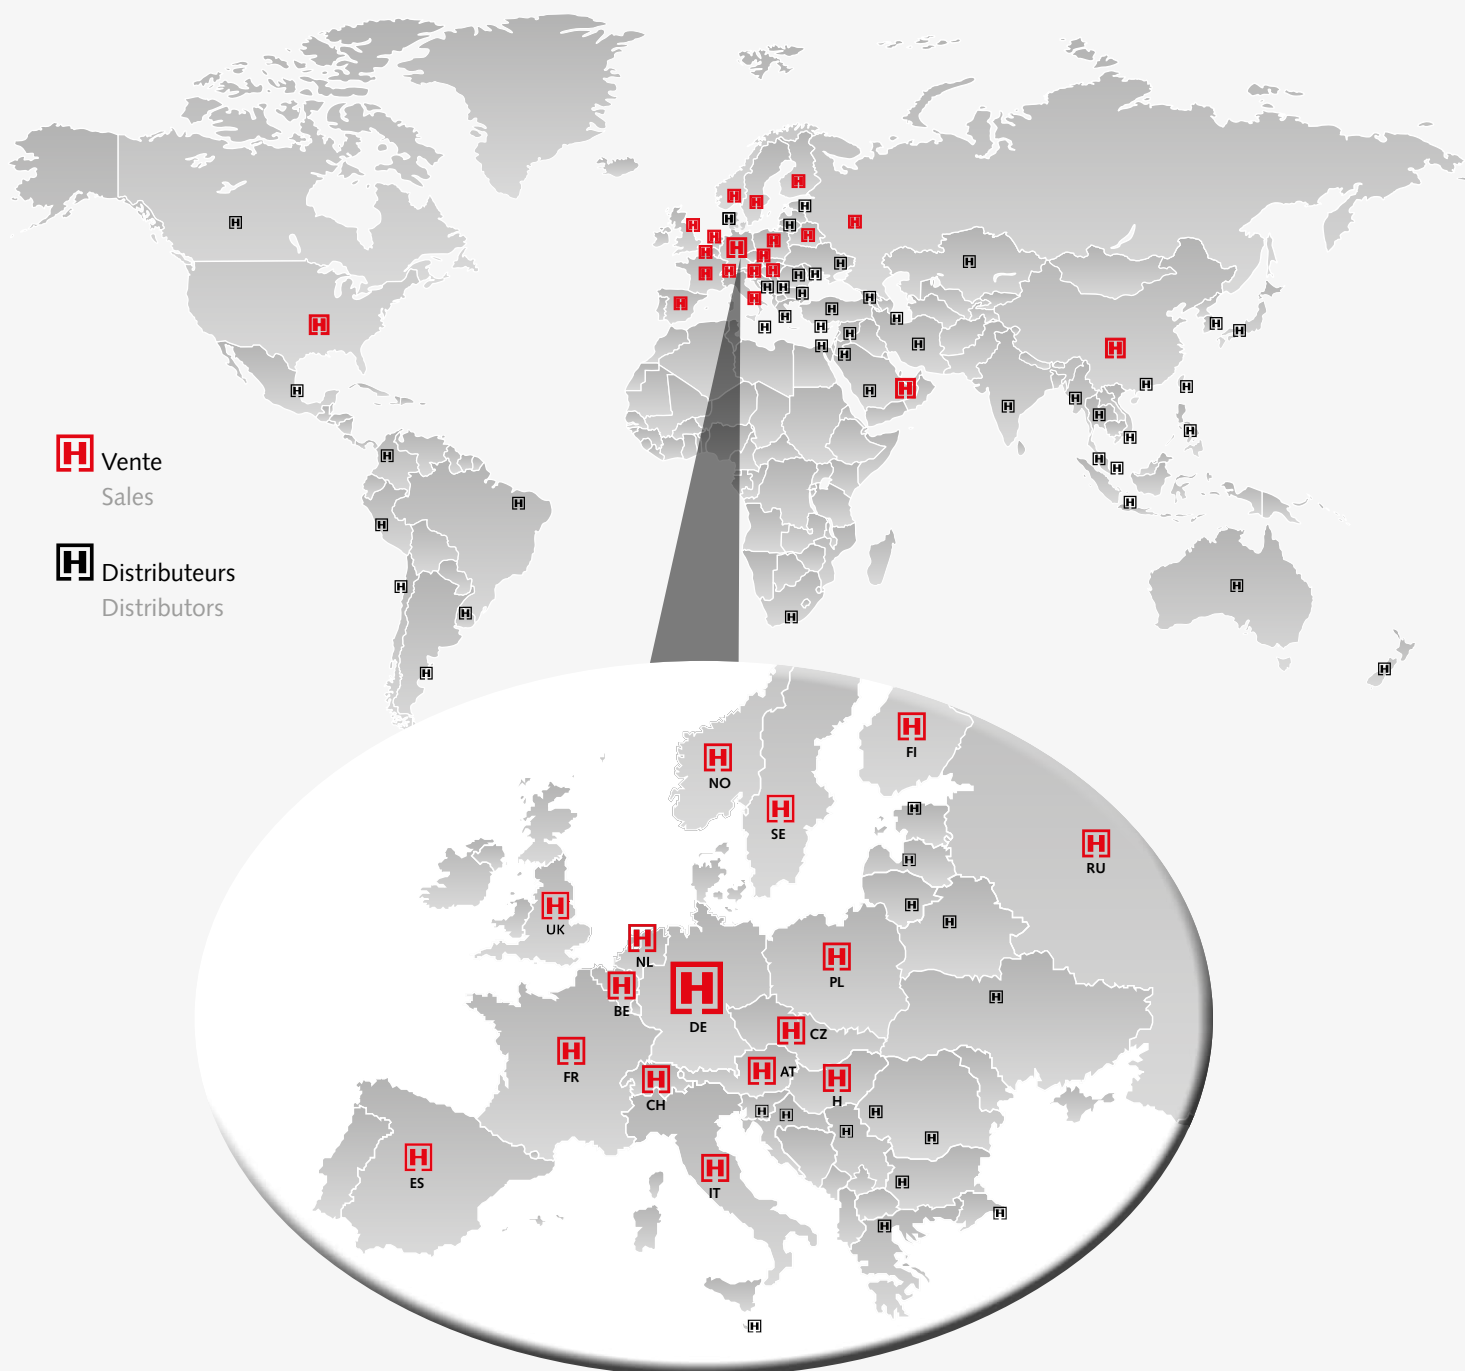 Vente
Sales
Distributeurs
Distributors
FI
NO
SE
RU
UK
NL
PL
BE
DE
CZ
FR
AT
CH
H
ES
IT